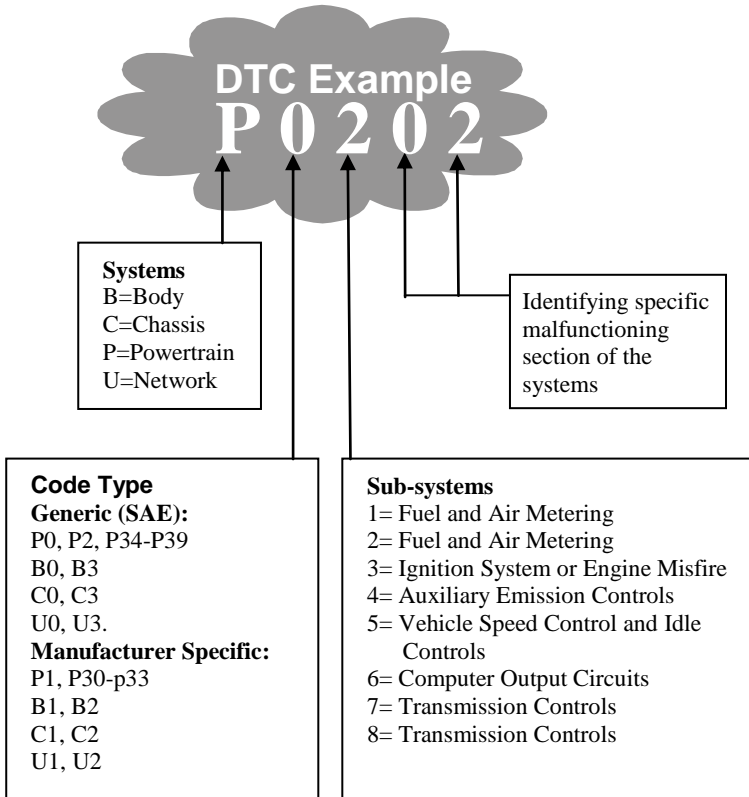 DTC Example
P 0 2 0 2
Systems
B=Body
C=Chassis
P=Powertrain
U=Network
Identifying specific
malfunctioning
section of the
systems
Code Type
Generic (SAE):
P0, P2, P34-P39
B0, B3
C0, C3
U0, U3.
Manufacturer Specific:
P1, P30-p33
B1, B2
C1, C2
U1, U2
Sub-systems
1= Fuel and Air Metering
2= Fuel and Air Metering
3= Ignition System or Engine Misfire
4= Auxiliary Emission Controls
5= Vehicle Speed Control and Idle
Controls
6= Computer Output Circuits
7= Transmission Controls
8= Transmission Controls